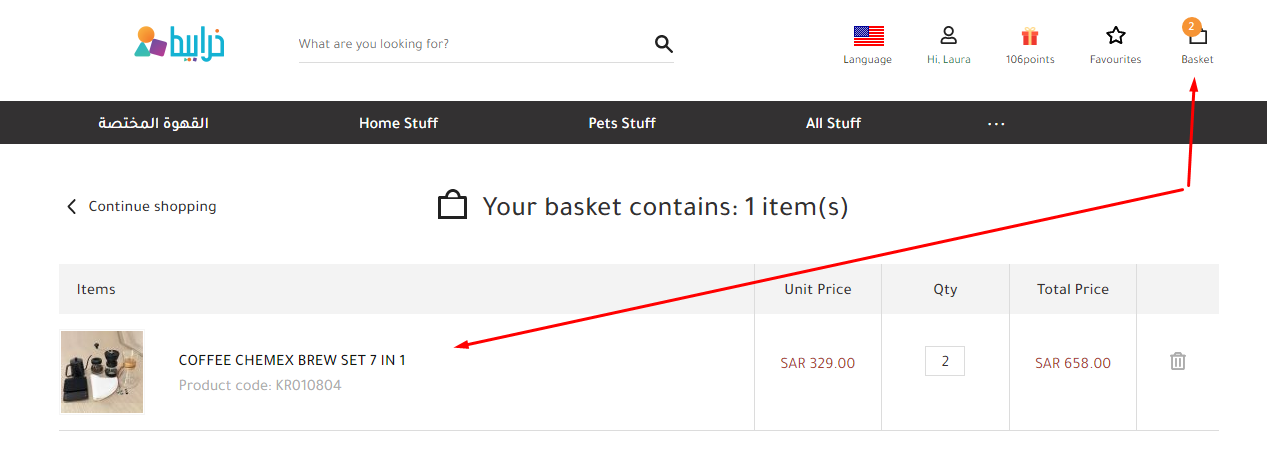 خرابيط
What are you looking for?
Language
Hi, Laura
106points
Favourites
2
Basket
القهوة المختصة
Home Stuff
Pets Stuff
All Stuff
...
Continue shopping
Your basket contains: 1 item(s)
Items
Unit Price
Qty
Total Price
COFFEE CHEMEX BREW SET 7 IN 1
Product code: KR010804
SAR 329.00
2
SAR 658.00